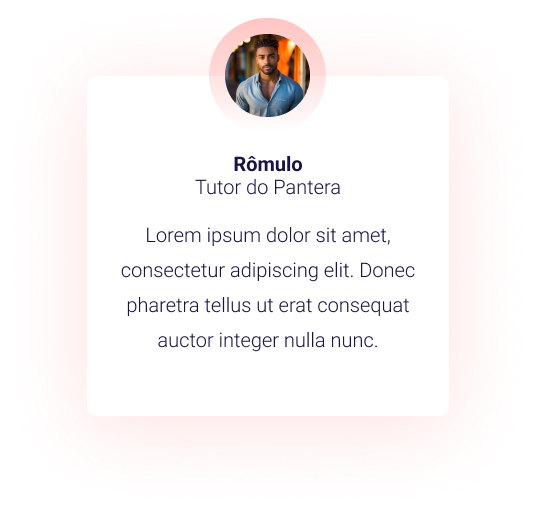 Rômulo
Tutor do Pantera
Lorem ipsum dolor sit amet,
consectetur adipiscing elit. Donec
pharetra tellus ut erat consequat
auctor integer nulla nunc.